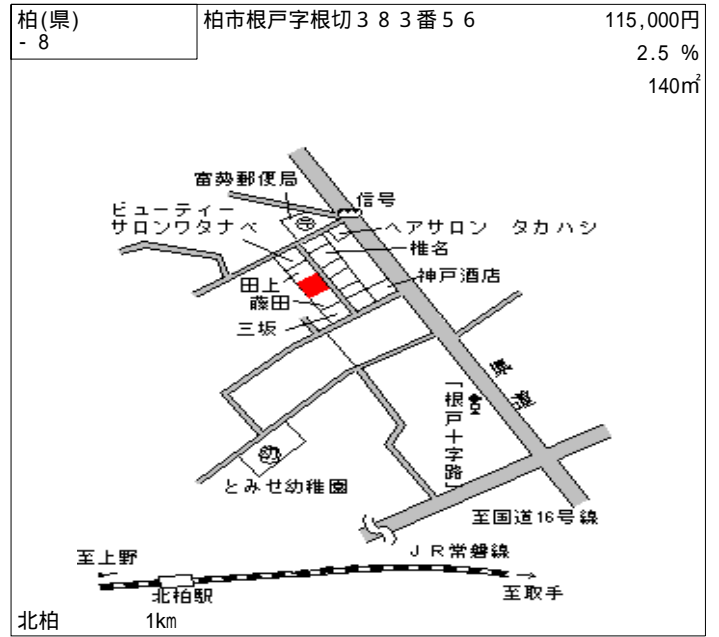 柏(県)
- 8
柏市根戸字根切３８３番５６
115,000円
2.5 %
140㎡
富勢郵便局
信号
ビューティー
サロンワタナベ
ヘアサロン　タカハシ
椎名
田上
神戸酒店
藤田
三坂
県道
「根戸十字路」
幼
とみせ幼稚園
至国道16号線
ＪＲ常磐線
至上野
北柏駅
至取手
北柏
1km